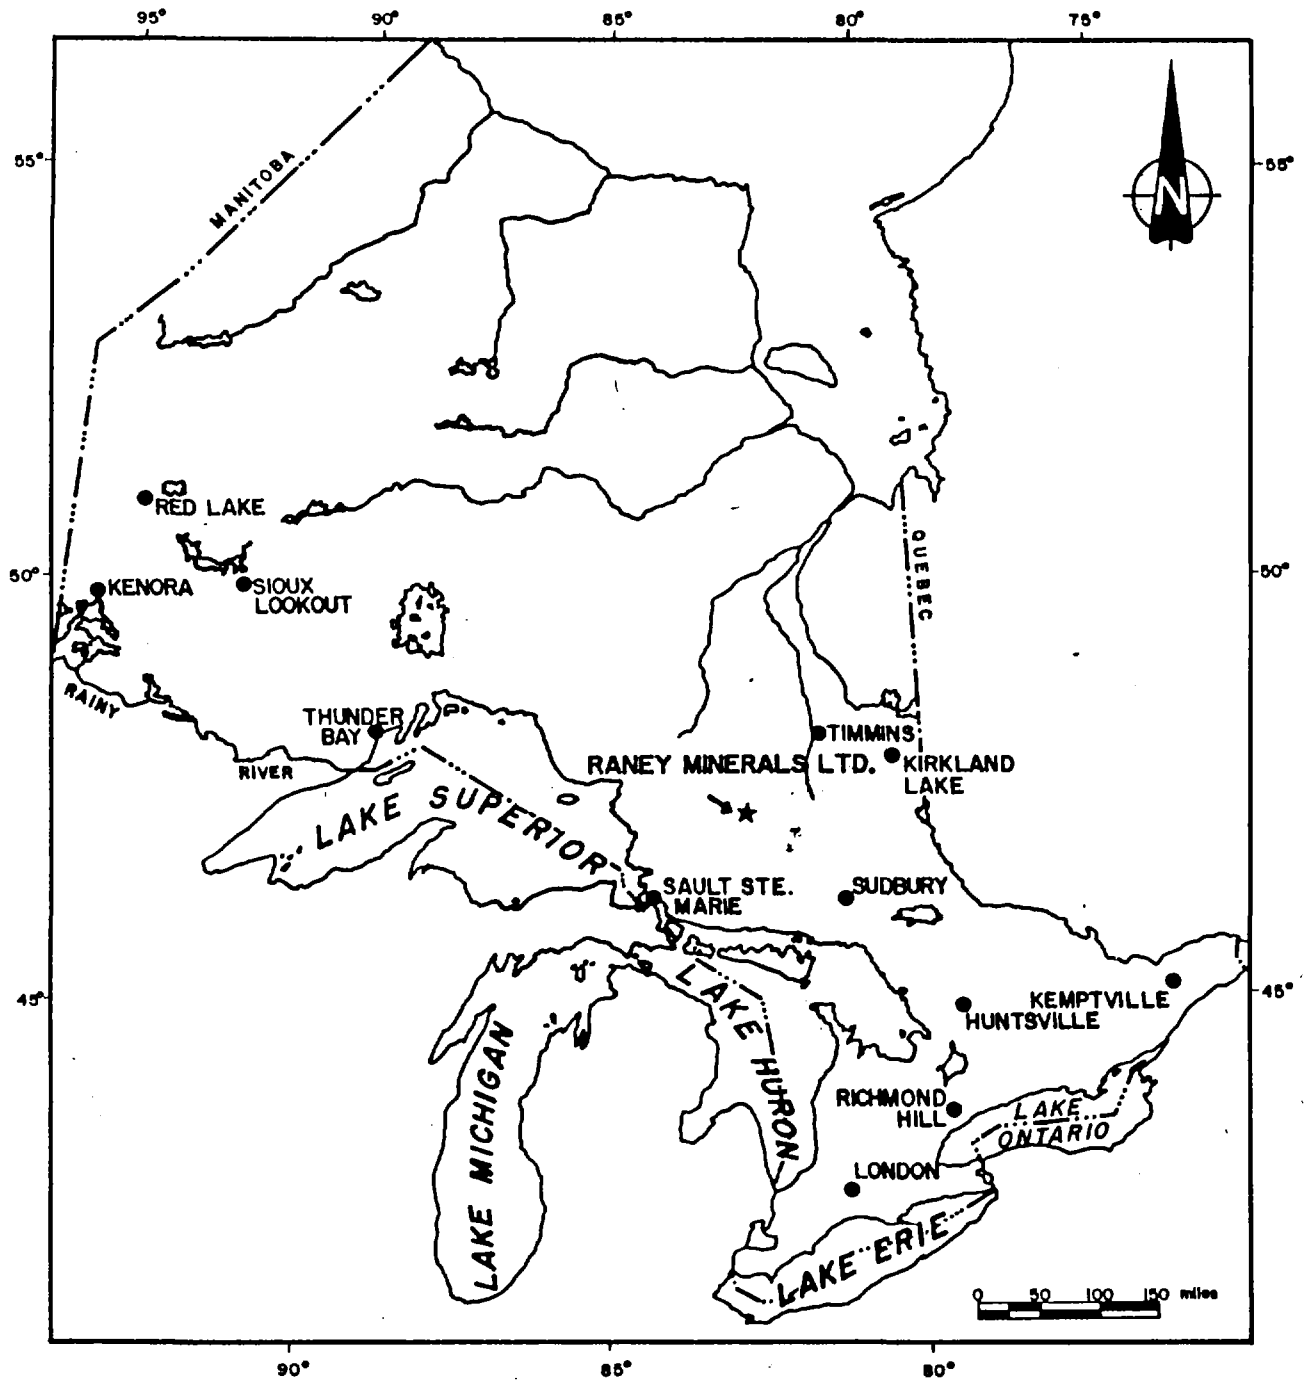 95° 90° 85° 80° 75°
55° 55°
N
MANITOBA
RED LAKE
QUEBEC
50° 50°
KENORA
SIOUX
LOOKOUT
RAINY
RIVER
THUNDER
BAY
TIMMINS
RANEY MINERALS LTD.
KIRKLAND
LAKE
LAKE SUPERIOR
SAULT STE.
MARIE
SUDBURY
45° 45°
KEMPTVILLE
HUNTSVILLE
LAKE HURON
LAKE MICHIGAN
RICHMOND
HILL
LAKE
ONTARIO
LONDON
LAKE ERIE
0 50 100 150 miles
90° 85° 80°